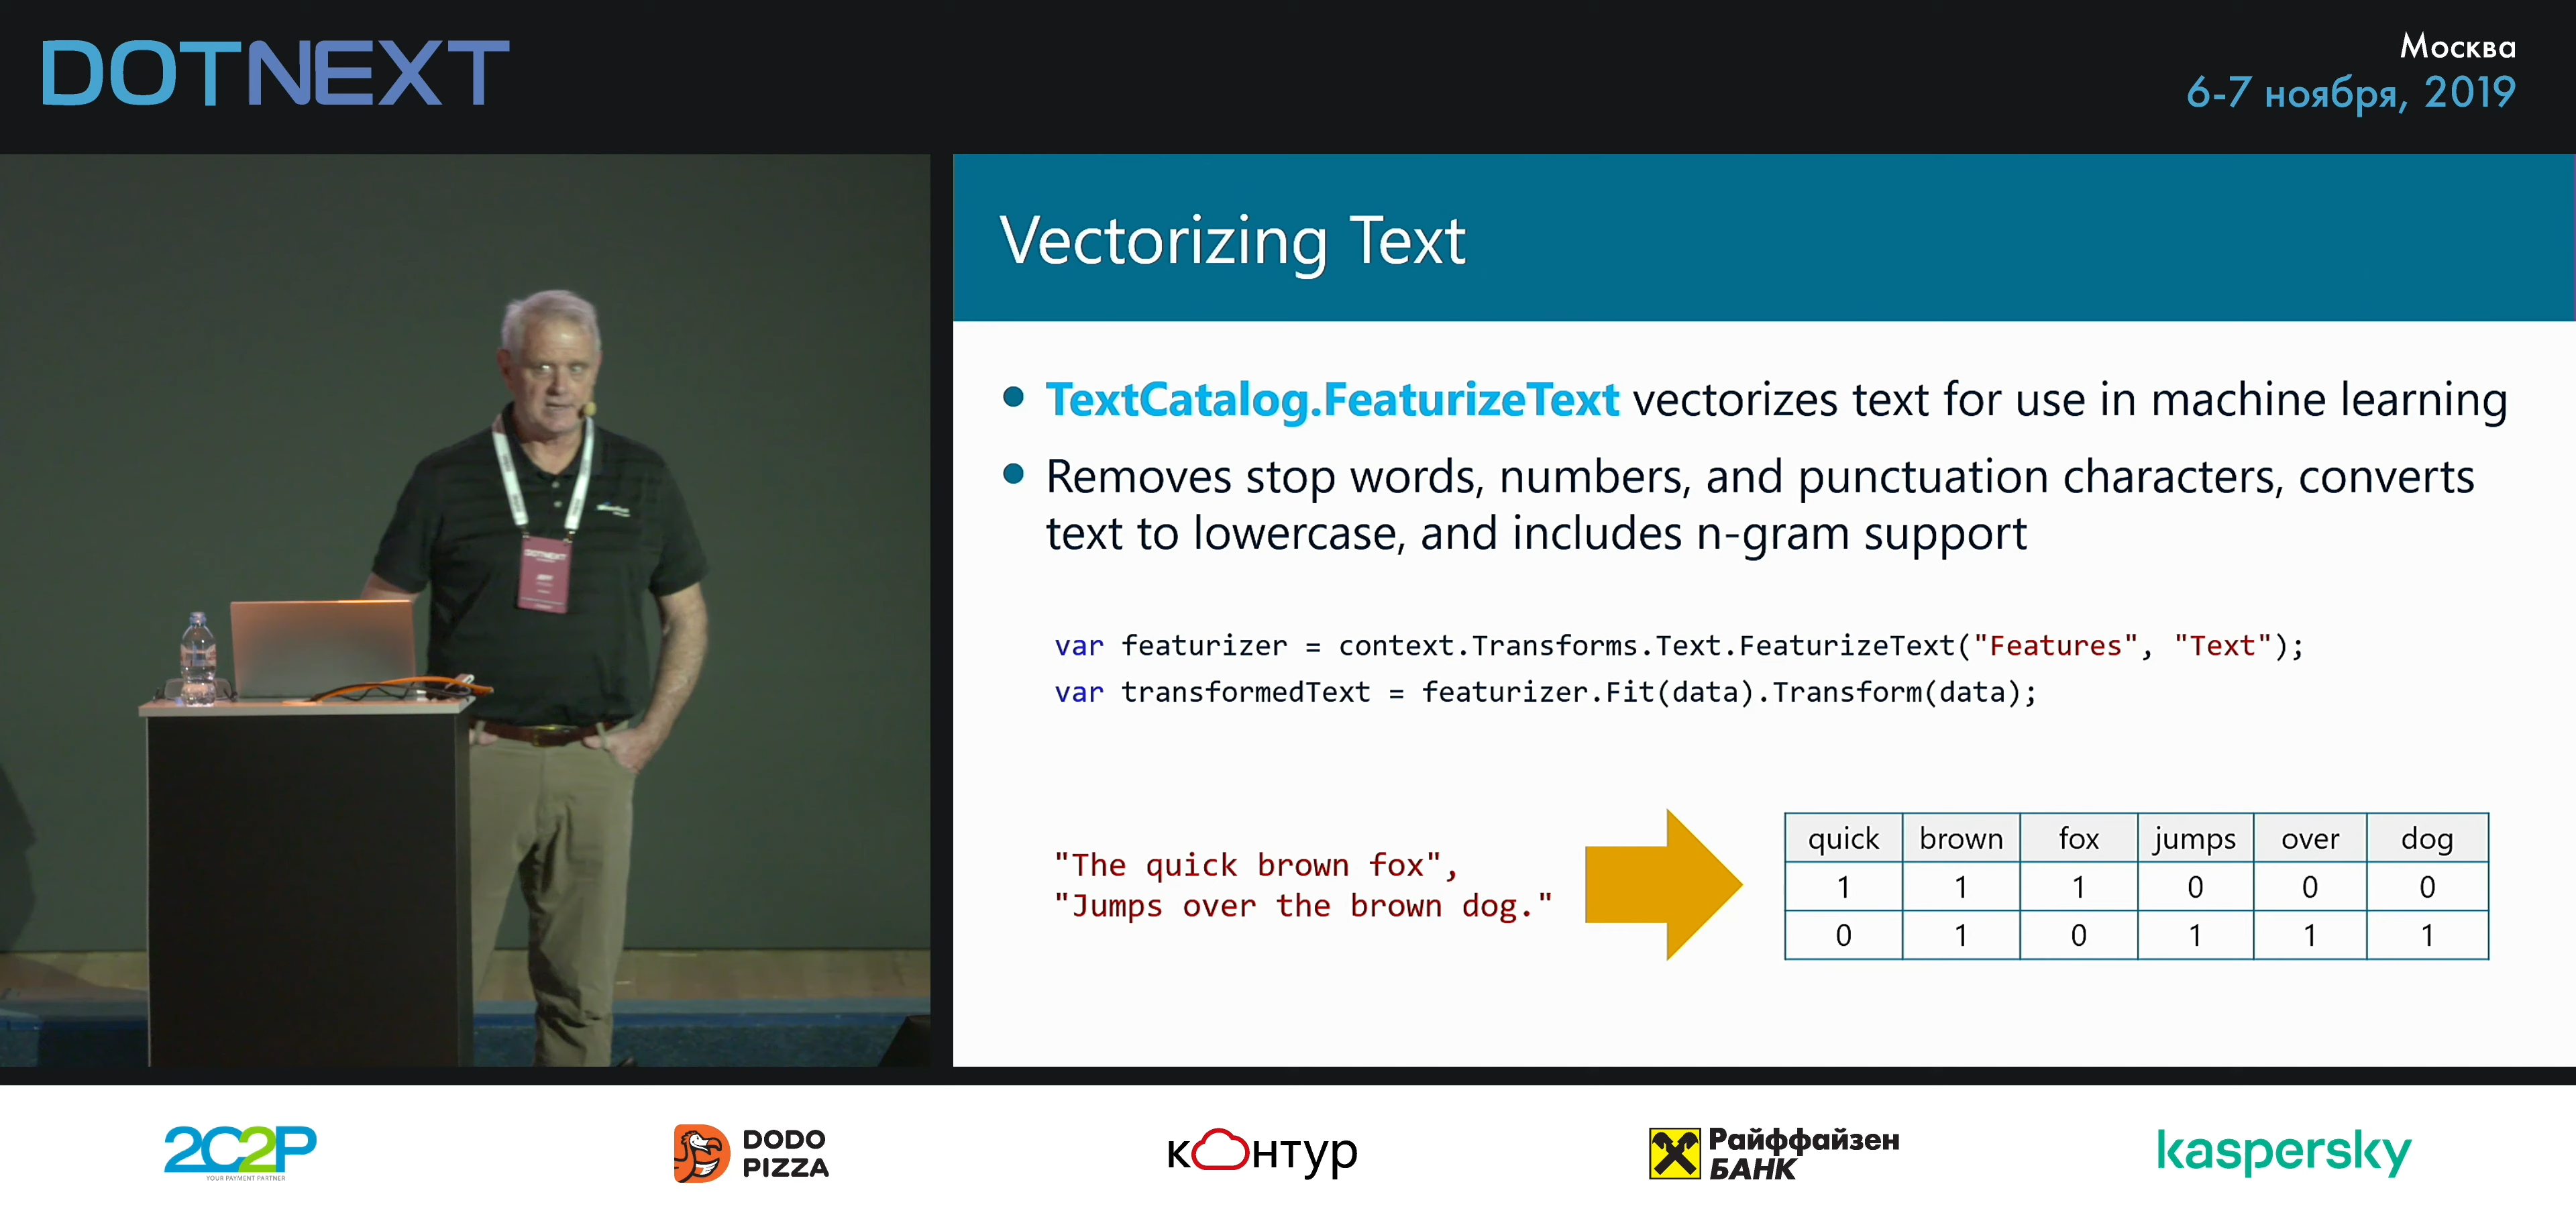 DOTNEXT
Москва
6-7 ноября, 2019
Vectorizing Text
TextCatalog.FeaturizeText vectorizes text for use in machine learning
Removes stop words, numbers, and punctuation characters, converts
text to lowercase, and includes n-gram support
var featurizer = context.Transforms.Text.FeaturizeText("Features", "Text");
var transformedText = featurizer.Fit(data).Transform(data);
"The quick brown fox",
"Jumps over the brown dog."
quick brown fox jumps over dog
1 1 1 0 0 0
0 1 0 1 1 1
DOTNEXT
2C2P
YOUR PAYMENT PARTNER
DODO
PIZZA
контур
Райффайзен
БАНК
kaspersky